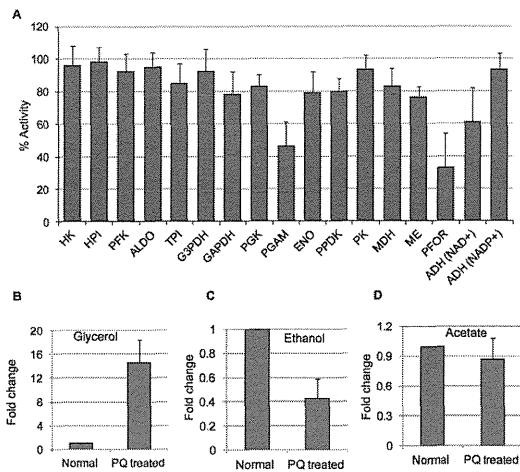 A
120
100
80
60
40
20
0
% Activity
HK HPI PFK ALDO TPI G3PDH GAPDH PGK PGAM ENO PPDK PK MDH ME PFOR ADH (NAD+) ADH (NADP+)
B
Glycerol
20
16
12
8
4
0
Fold change
Normal PQ treated
C
Ethanol
1
0.8
0.6
0.4
0.2
0
Fold change
Normal PQ treated
D
Acetate
1.2
0.9
0.6
0.3
0
Fold change
Normal PQ treated